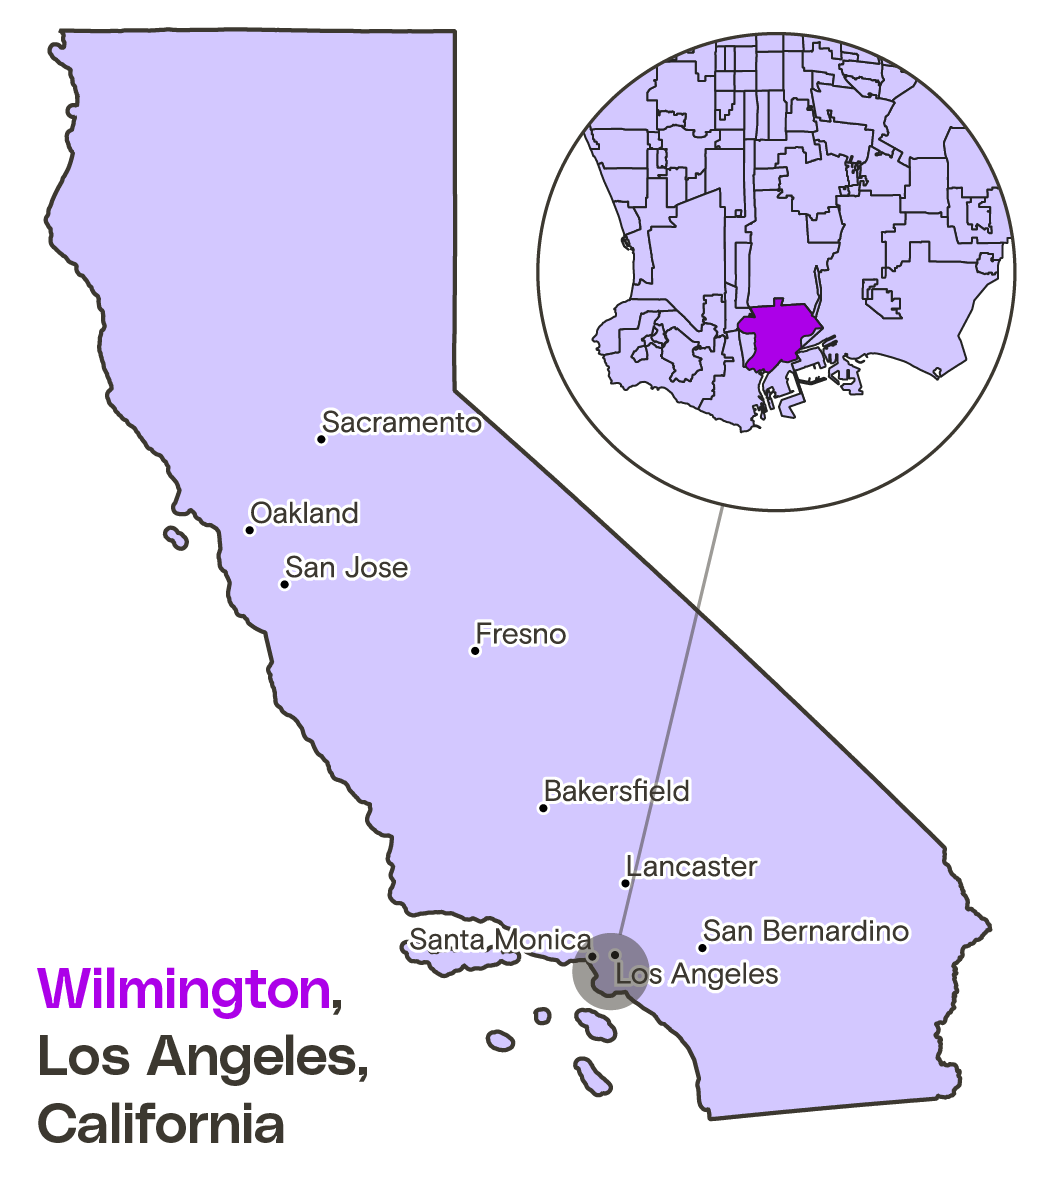 Sacramento
Oakland
San Jose
Fresno
Bakersfield
Lancaster
San Bernardino
Santa Monica
Los Angeles
Wilmington,
Los Angeles,
California